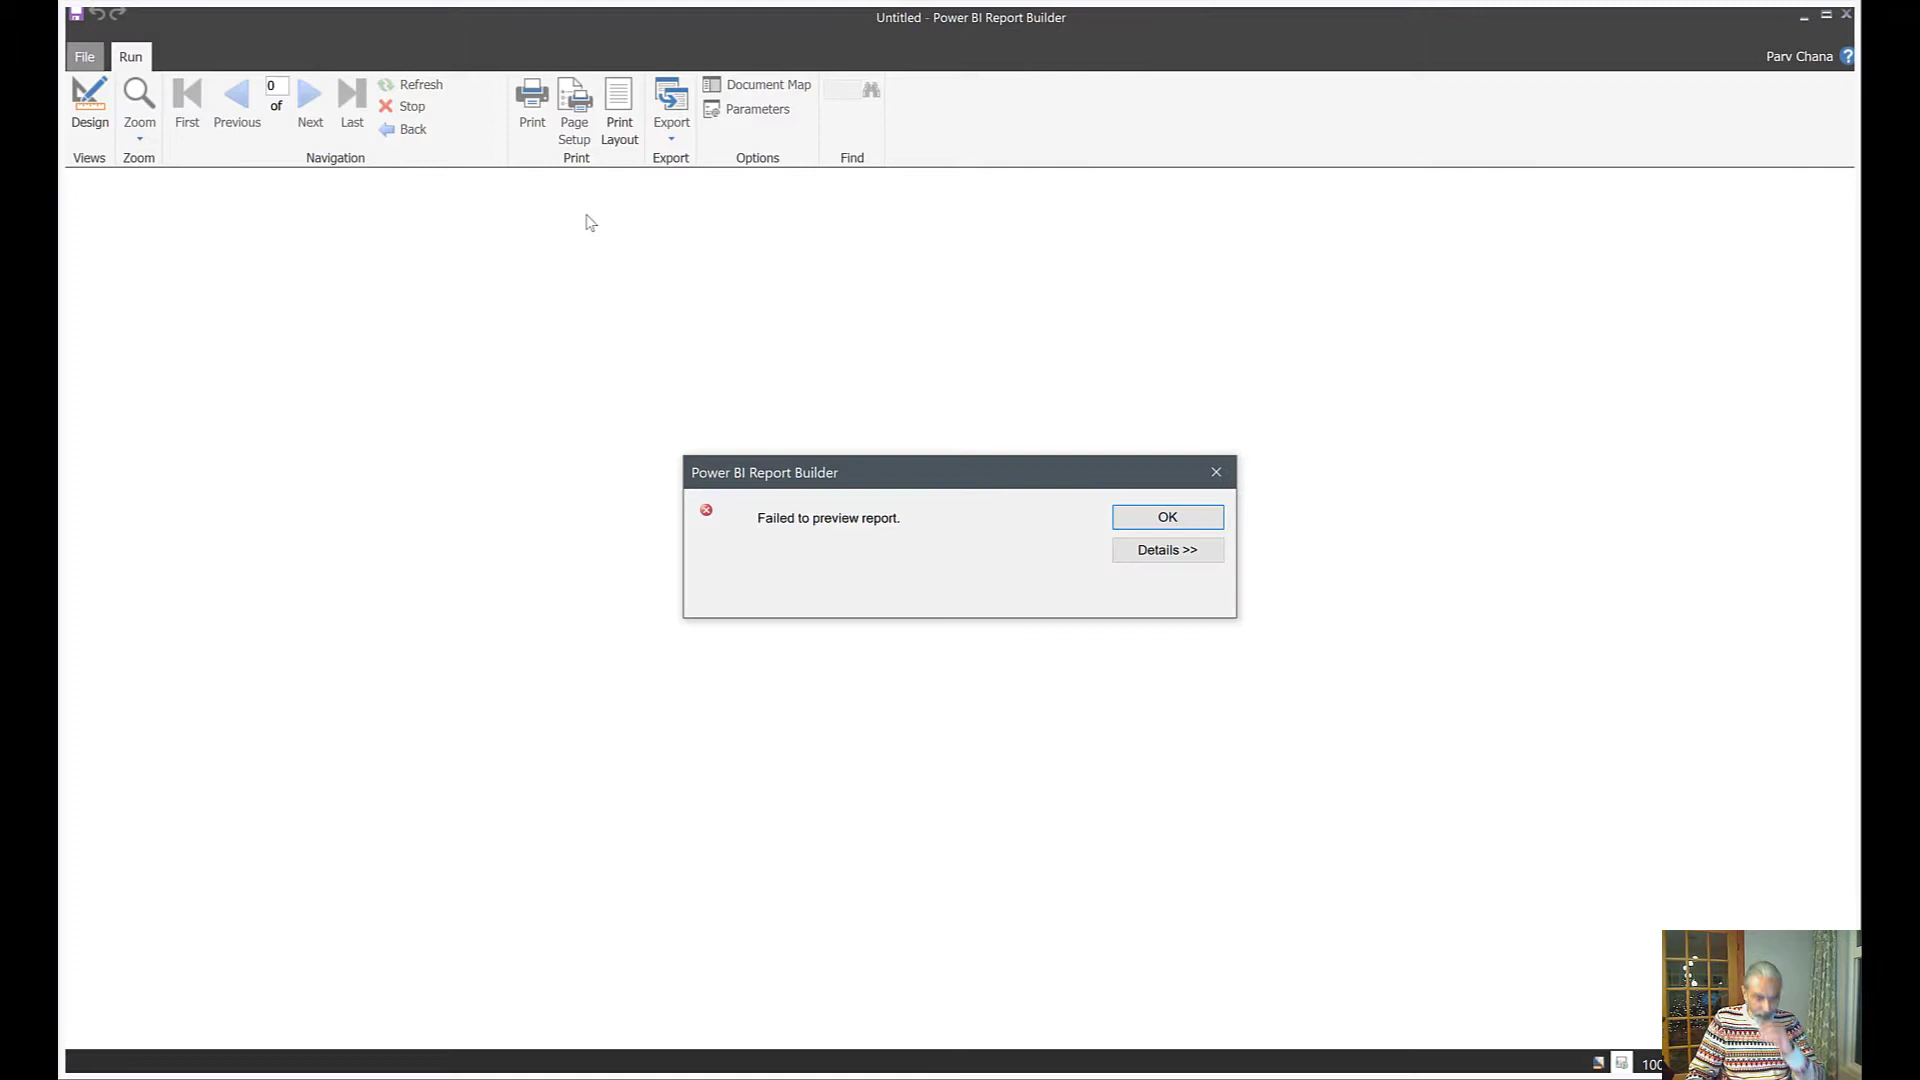 Untitled - Power BI Report Builder
File
Run
Parv Chana
?
Design
Zoom
First
Previous
0
of
Next
Last
Refresh
Stop
Back
Print
Page
Setup
Print
Layout
Export
Document Map
Parameters
Views
Zoom
Navigation
Print
Export
Options
Find
Power BI Report Builder
Failed to preview report.
OK
Details >>
100